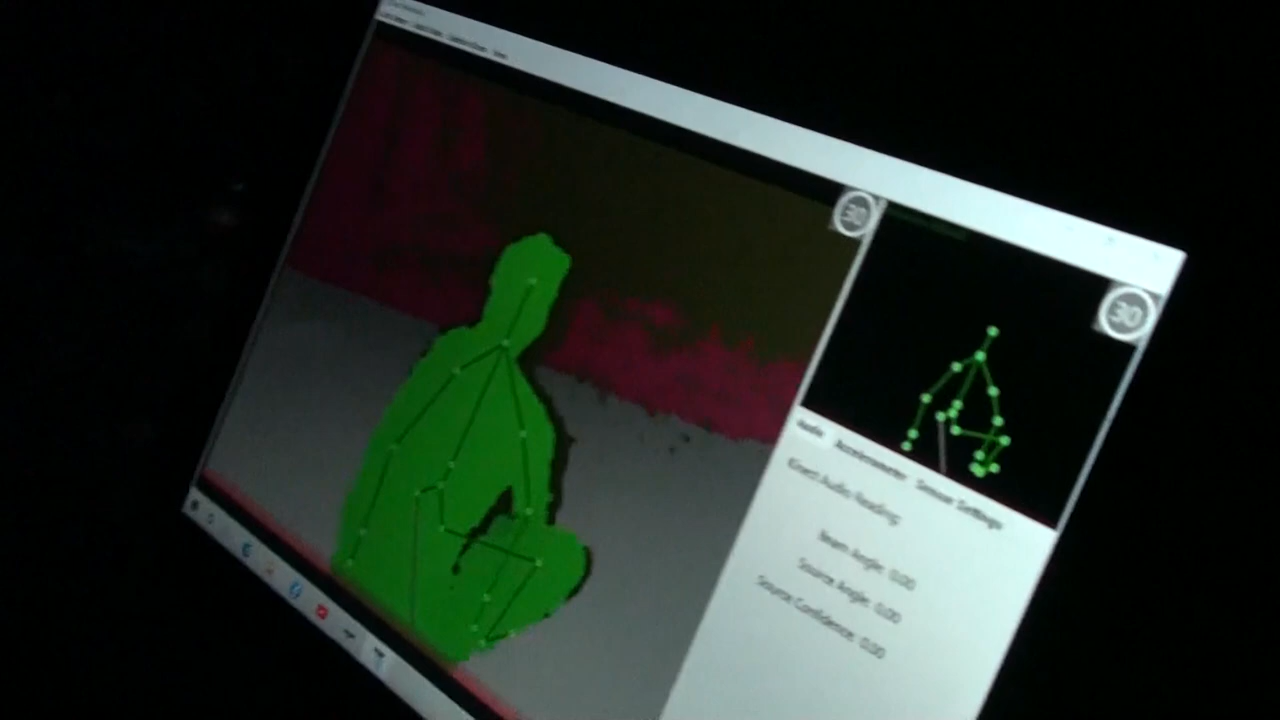 30
30
Audio Accelerometer Sensor Settings
Kinect Audio Reading
Beam Angle: 0.00
Source Angle: 0.00
Source Confidence: 0.00